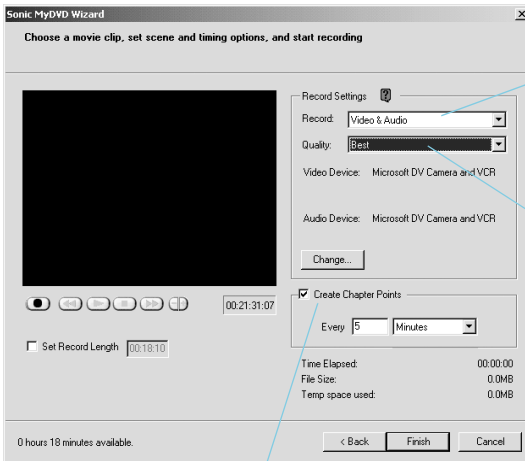 Sonic MyDVD Wizard
Choose a movie clip, set scene and timing options, and start recording
Record Settings
Record: Video & Audio
Quality: Best
Video Device: Microsoft DV Camera and VCR
Audio Device: Microsoft DV Camera and VCR
Change...
00:21:31:07
Create Chapter Points
Every 5 Minutes
Set Record Length 00:18:10
Time Elapsed: 00:00:00
File Size: 0.0MB
Temp space used: 0.0MB
0 hours 18 minutes available.
< Back Finish Cancel